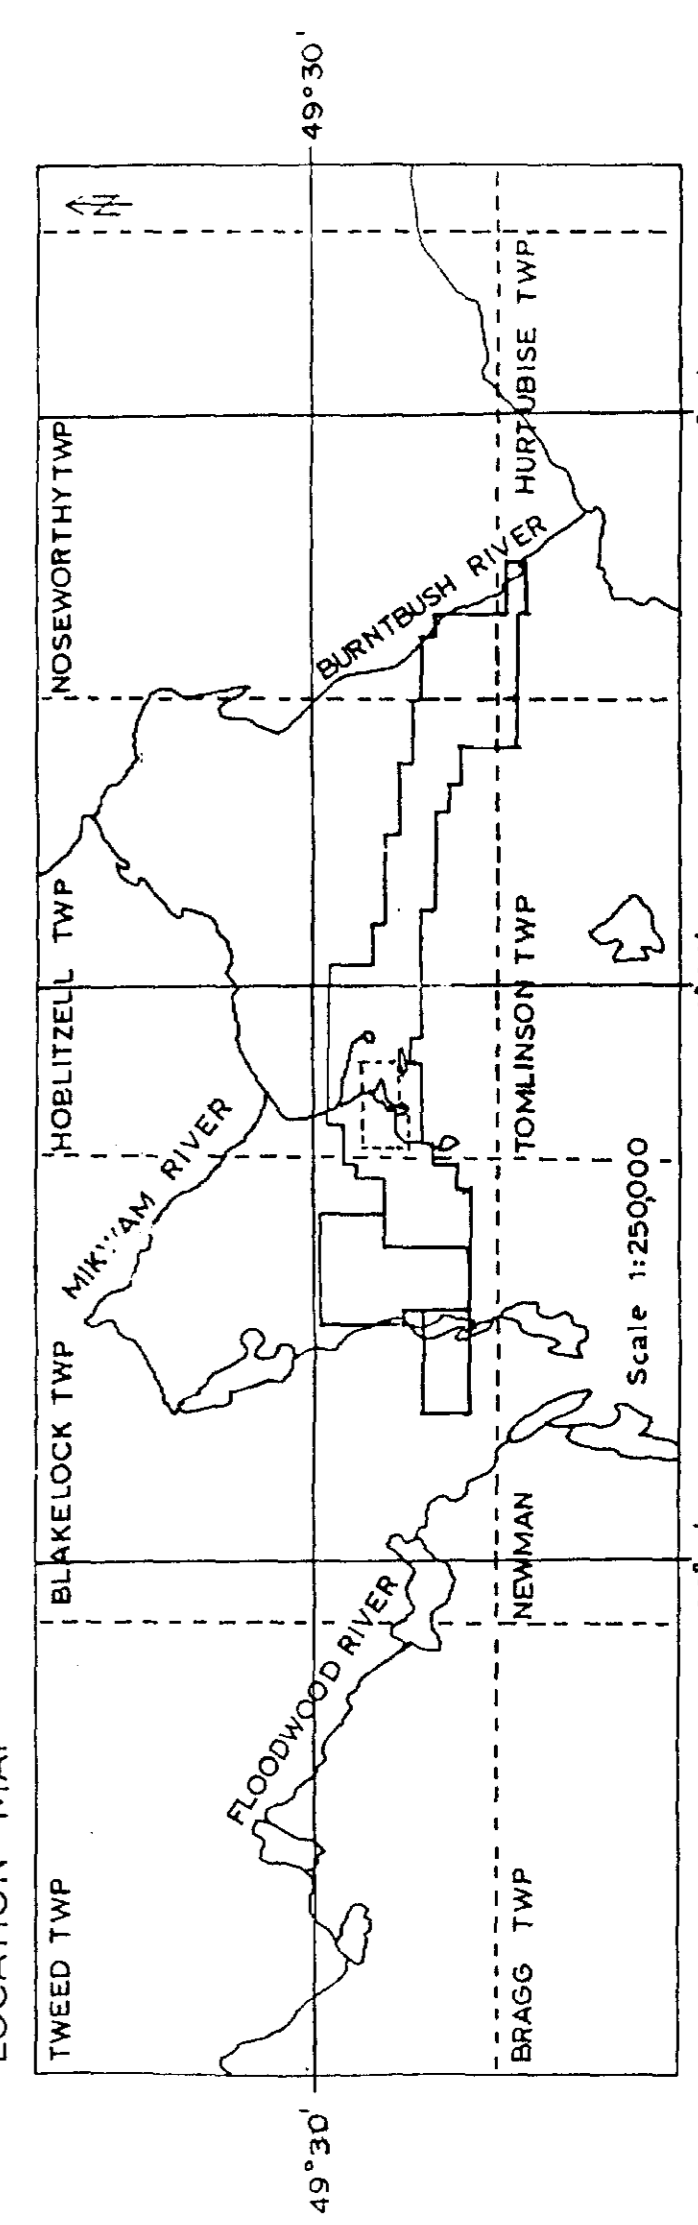 LOCATION MAP
TWEED TWP
BLAKELOCK TWP
HOBLITZELL TWP
NOSEWORTHY TWP
N
MIKWAM RIVER
BURNTBUSH RIVER
FLOODWOOD RIVER
49°30'
49°30'
BRAGG TWP
NEWMAN
TOMLINSON TWP
HURTUBISE TWP
Scale 1:250,000